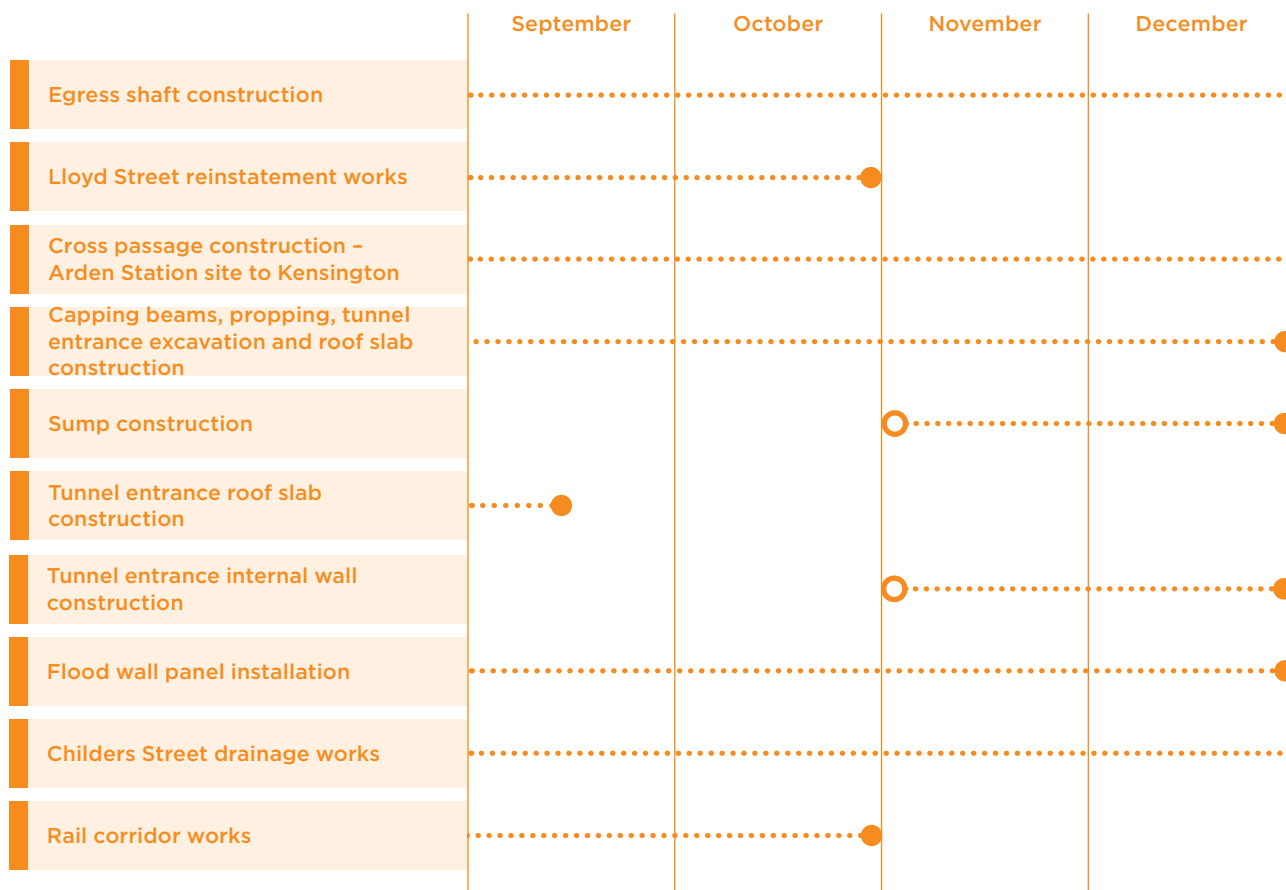 September October November December
Egress shaft construction
Lloyd Street reinstatement works
Cross passage construction –
Arden Station site to Kensington
Capping beams, propping, tunnel
entrance excavation and roof slab
construction
Sump construction
Tunnel entrance roof slab
construction
Tunnel entrance internal wall
construction
Flood wall panel installation
Childers Street drainage works
Rail corridor works